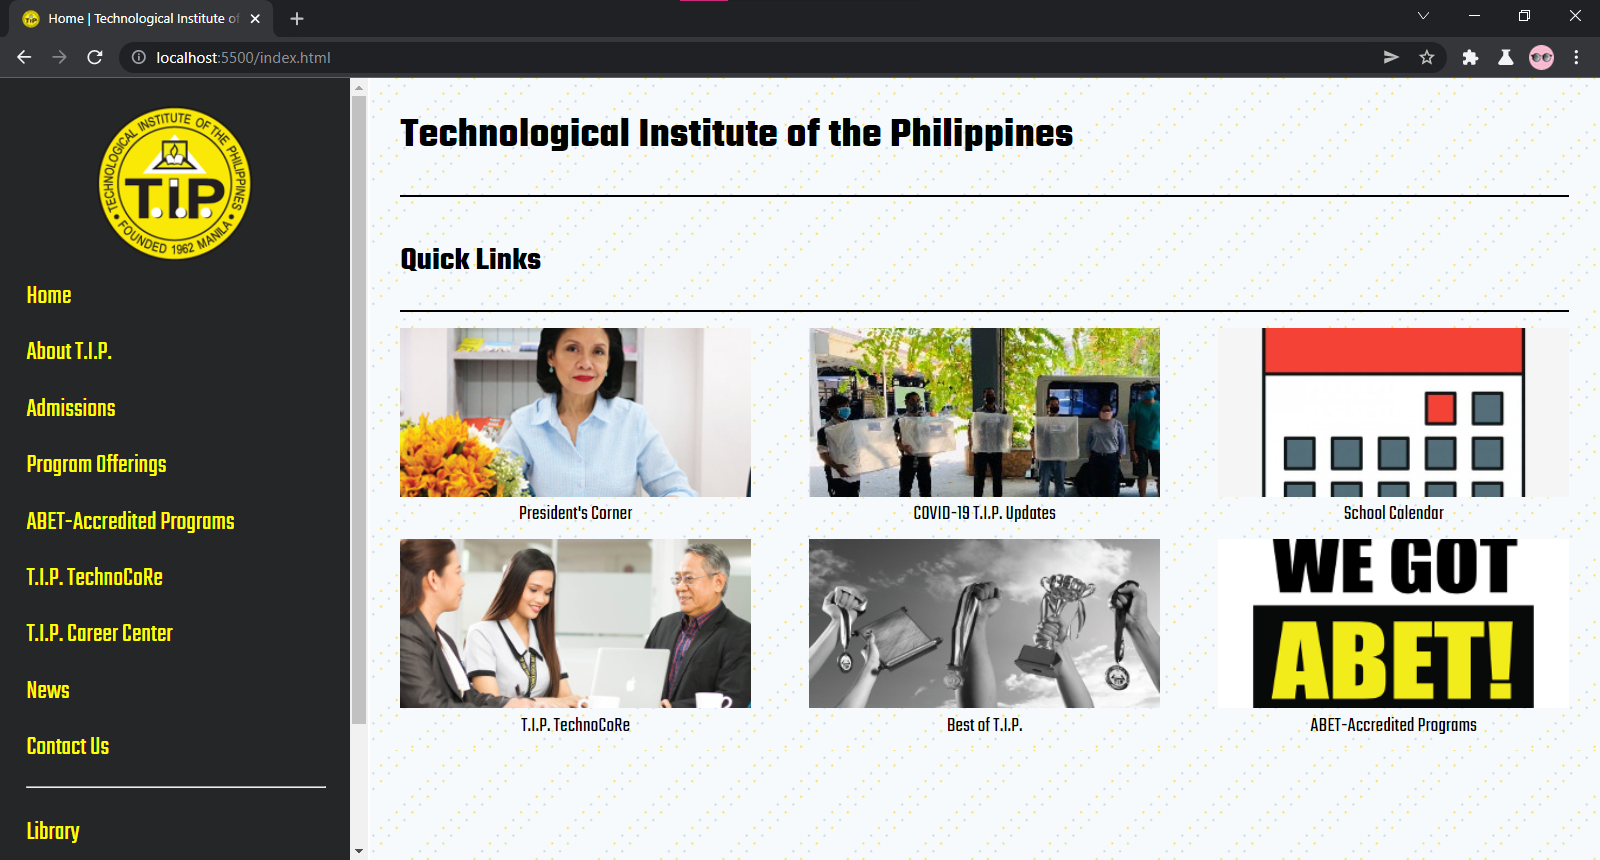 Home | Technological Institute of
localhost:5500/index.html
TECHNOLOGICAL INSTITUTE OF THE PHILIPPINES
T.I.P.
FOUNDED 1962 MANILA
Home
About T.I.P.
Admissions
Program Offerings
ABET-Accredited Programs
T.I.P. TechnoCoRe
T.I.P. Career Center
News
Contact Us
Library
Technological Institute of the Philippines
Quick Links
President's Corner
COVID-19 T.I.P. Updates
School Calendar
WE GOT
ABET!
T.I.P. TechnoCoRe
Best of T.I.P.
ABET-Accredited Programs